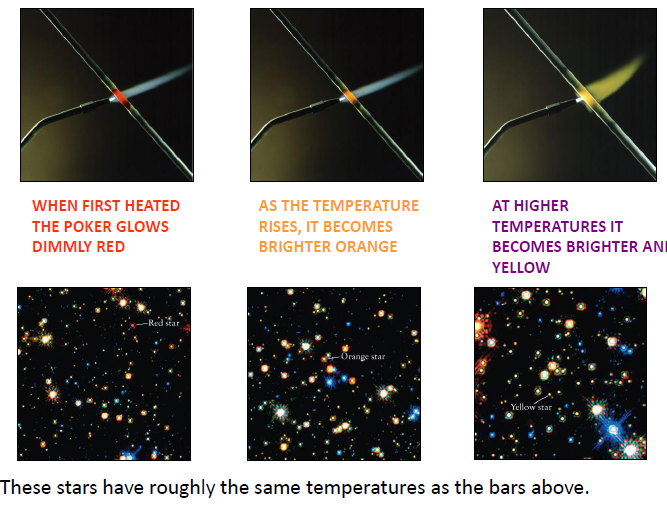 WHEN FIRST HEATED
THE POKER GLOWS
DIMMLY RED
AS THE TEMPERATURE
RISES, IT BECOMES
BRIGHTER ORANGE
AT HIGHER
TEMPERATURES IT
BECOMES BRIGHTER AN
YELLOW
Red star
Orange star
Yellow star
These stars have roughly the same temperatures as the bars above.